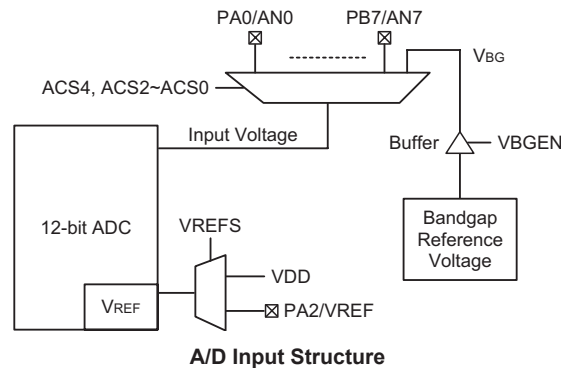 PA0/AN0
PB7/AN7
VBG
ACS4, ACS2~ACS0
Input Voltage
Buffer
VBGEN
12-bit ADC
VREFS
Bandgap
Reference
Voltage
VDD
VREF
PA2/VREF
A/D Input Structure